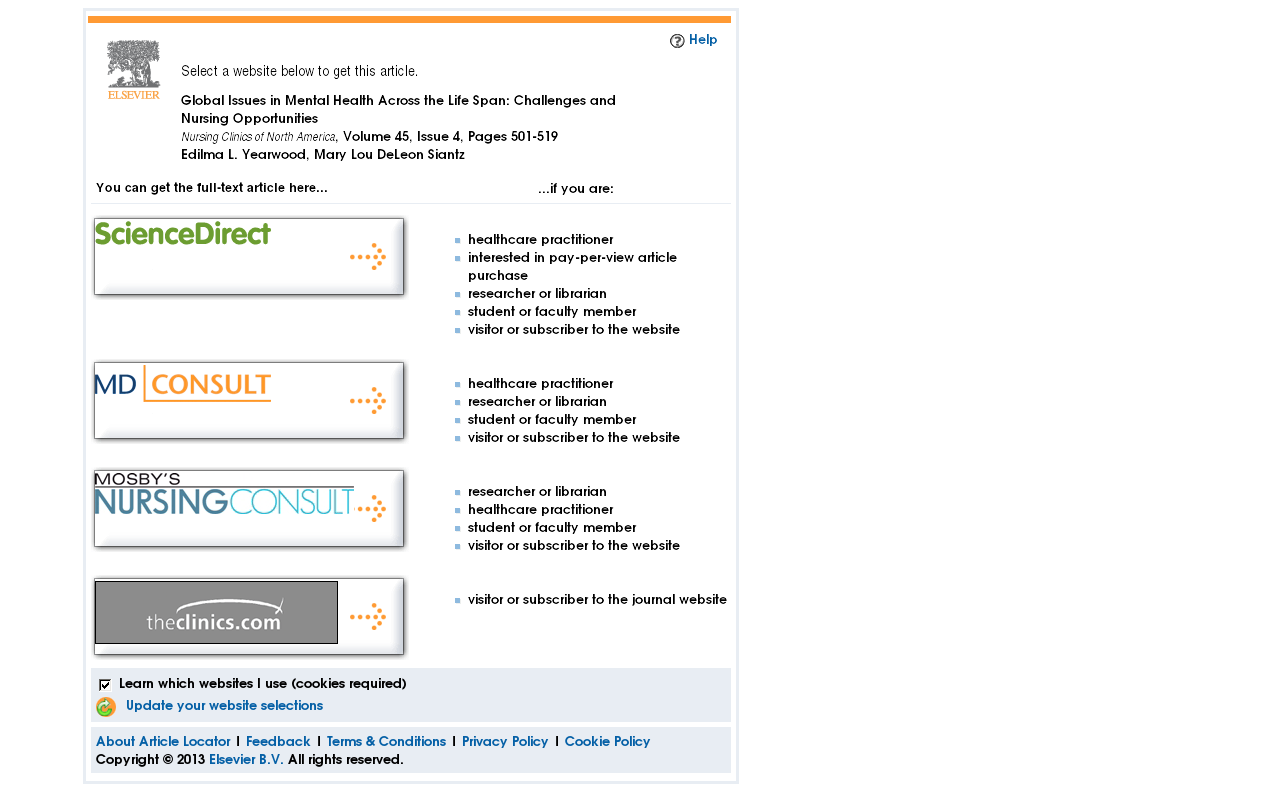 Help
ELSEVIER
Select a website below to get this article.
Global Issues in Mental Health Across the Life Span: Challenges and
Nursing Opportunities
Nursing Clinics of North America, Volume 45, Issue 4, Pages 501-519
Edilma L. Yearwood, Mary Lou DeLeon Siantz
You can get the full-text article here...
...if you are:
ScienceDirect
healthcare practitioner
interested in pay-per-view article
purchase
researcher or librarian
student or faculty member
visitor or subscriber to the website
MD CONSULT
healthcare practitioner
researcher or librarian
student or faculty member
visitor or subscriber to the website
MOSBY'S
NURSINGCONSULT
researcher or librarian
healthcare practitioner
student or faculty member
visitor or subscriber to the website
theclinics.com
visitor or subscriber to the journal website
Learn which websites I use (cookies required)
Update your website selections
About Article Locator | Feedback | Terms & Conditions | Privacy Policy | Cookie Policy
Copyright © 2013 Elsevier B.V. All rights reserved.